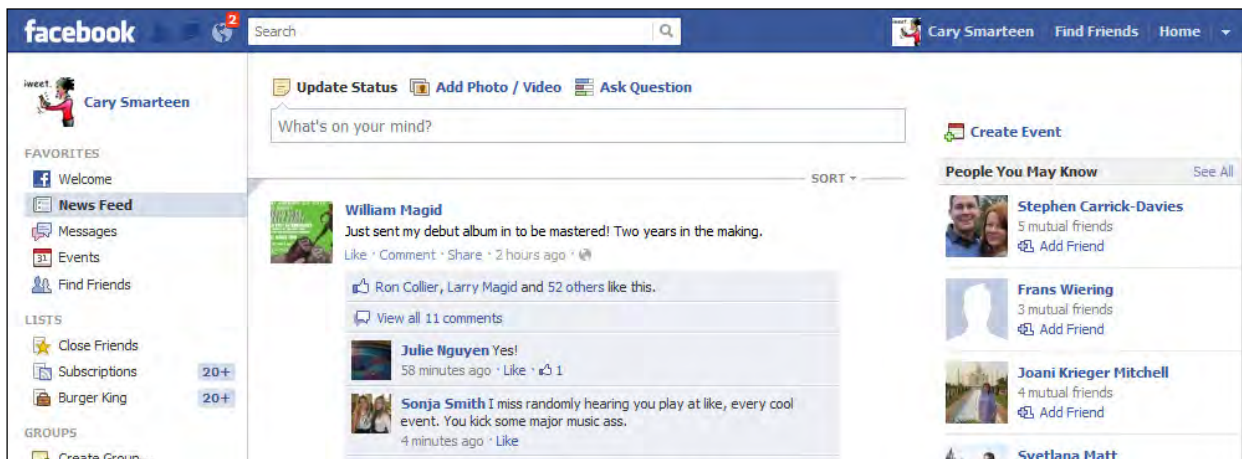 facebook
2
Search
Cary Smarteen Find Friends Home
iweet.
Cary Smarteen
FAVORITES
Welcome
News Feed
Messages
31 Events
Find Friends
LISTS
Close Friends
Subscriptions 20+
Burger King 20+
GROUPS
Create Group...
Update Status Add Photo / Video Ask Question
What's on your mind?
SORT
William Magid
Just sent my debut album in to be mastered! Two years in the making.
Like · Comment · Share · 2 hours ago ·
Ron Collier, Larry Magid and 52 others like this.
View all 11 comments
Julie Nguyen Yes!
58 minutes ago · Like · 1
Sonja Smith I miss randomly hearing you play at like, every cool
event. You kick some major music ass.
4 minutes ago · Like
Create Event
People You May Know See All
Stephen Carrick-Davies
5 mutual friends
Add Friend
Frans Wiering
3 mutual friends
Add Friend
Joani Krieger Mitchell
4 mutual friends
Add Friend
Svetlana Matt